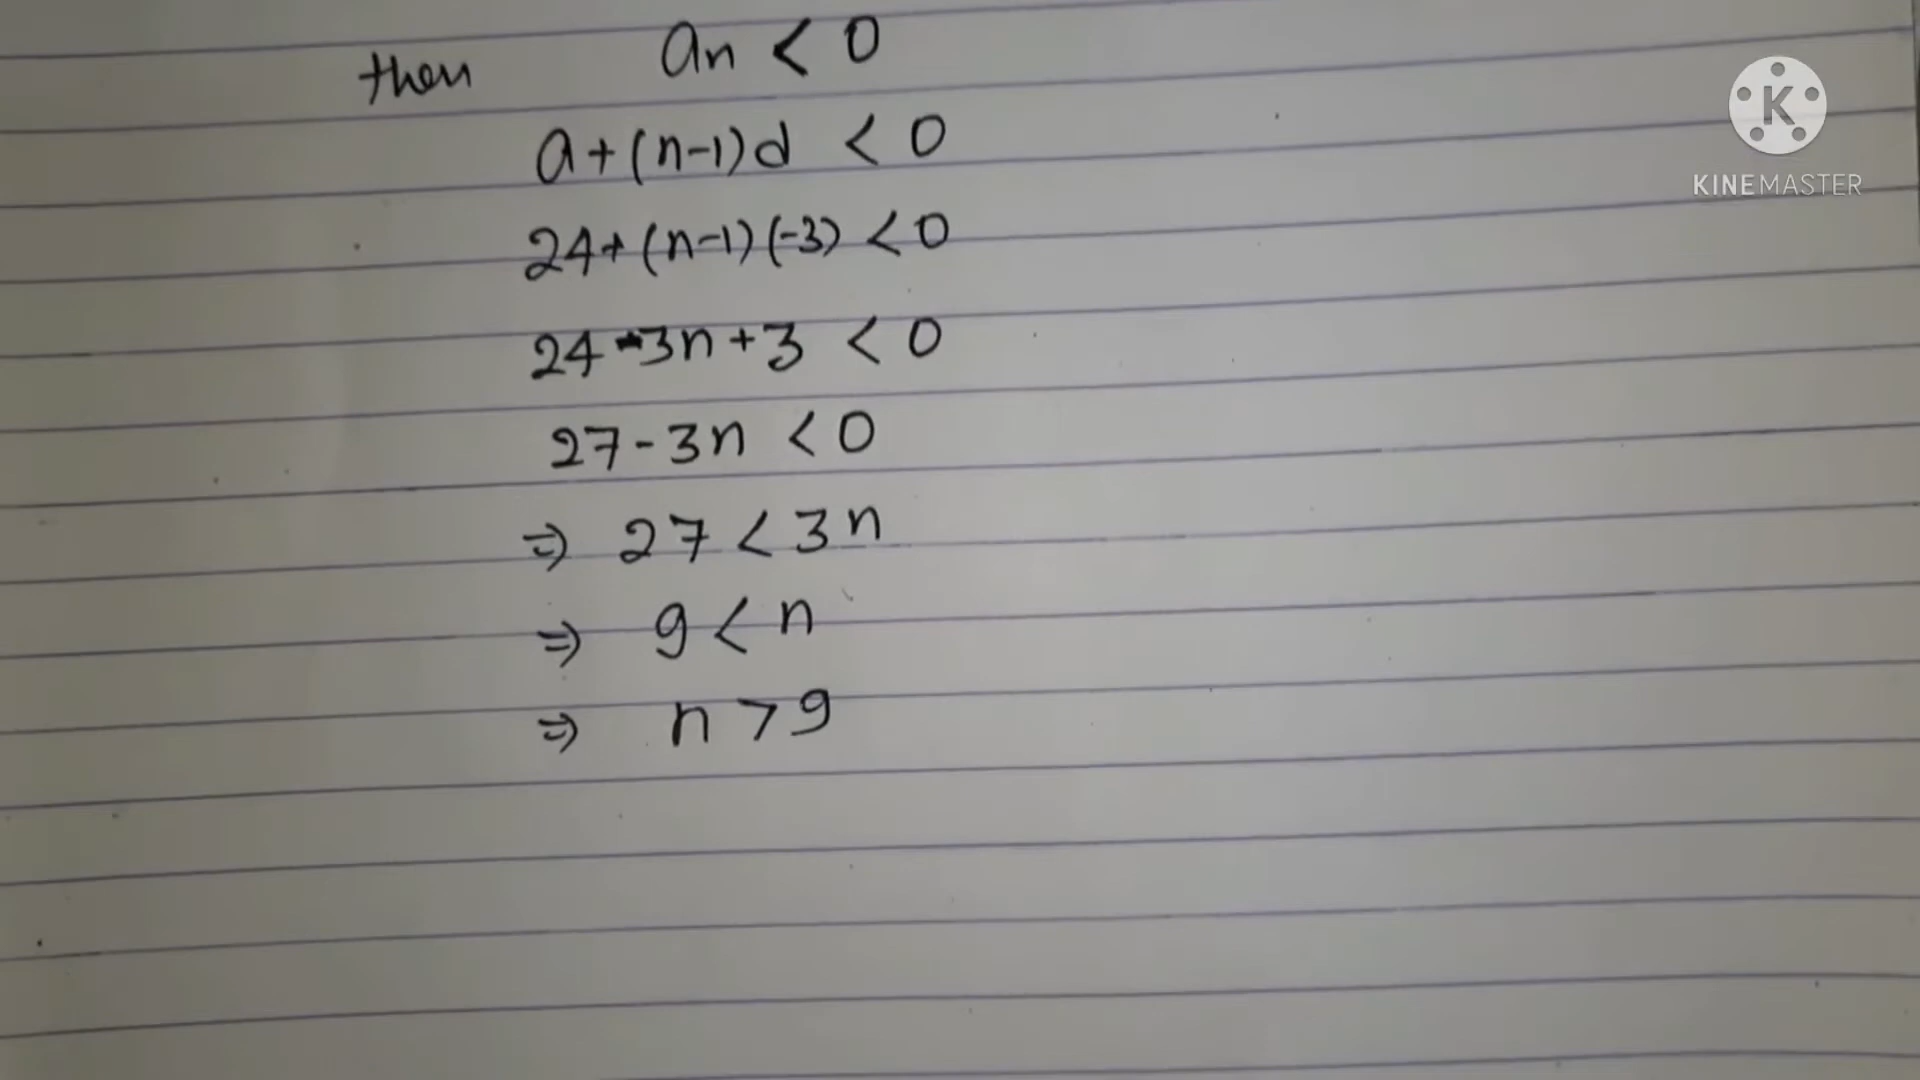 then an < 0
a+(n-1)d < 0
24+(n-1)(-3) < 0
24-3n+3 < 0
27-3n < 0
⇒ 27 < 3n
⇒ 9 < n
⇒ n > 9
K
KINEMASTER